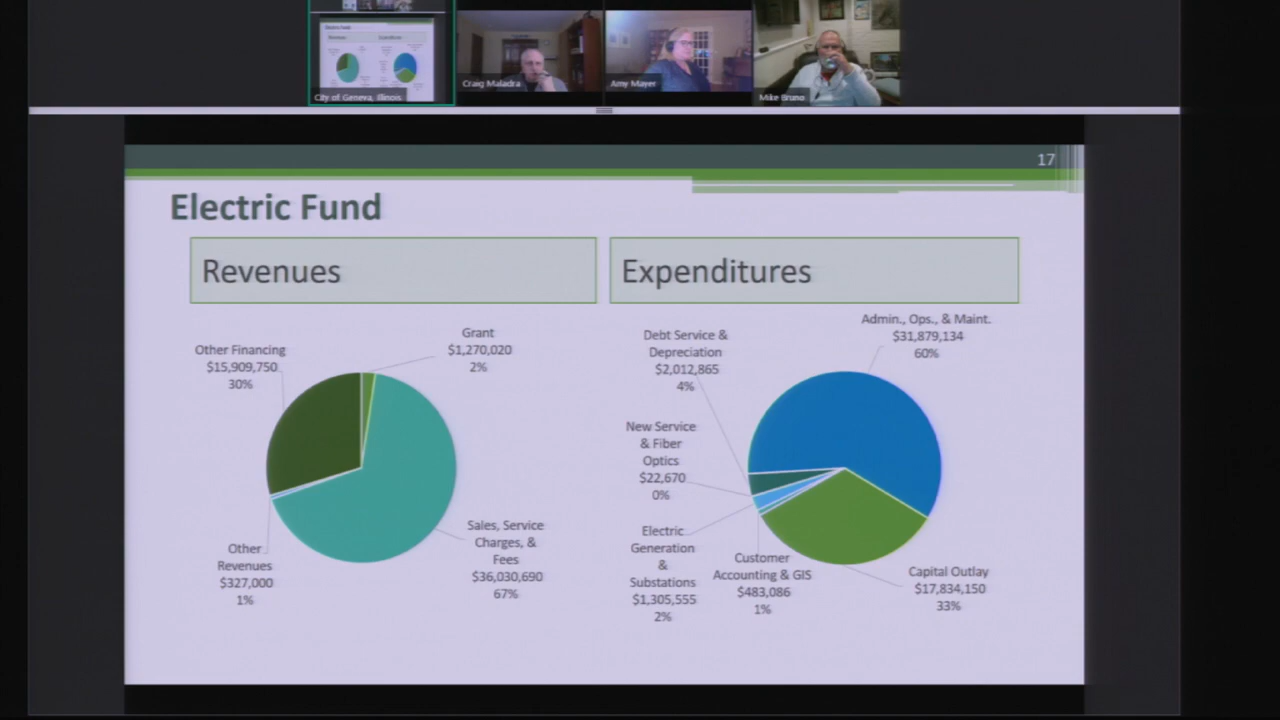 City of Geneva, Illinois
Craig Maladra
Amy Mayer
Mike Bruno
17
Electric Fund
Revenues
Expenditures
Grant
$1,270,020
2%
Other Financing
$15,909,750
30%
Sales, Service
Charges, &
Fees
$36,030,690
67%
Other
Revenues
$327,000
1%
Admin., Ops., & Maint.
$31,879,134
60%
Debt Service &
Depreciation
$2,012,865
4%
New Service
& Fiber
Optics
$22,670
0%
Electric
Generation
&
Substations
$1,305,555
2%
Customer
Accounting & GIS
$483,086
1%
Capital Outlay
$17,834,150
33%